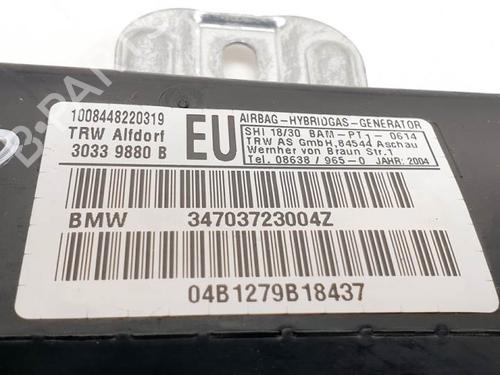 1008448220319
TRW Alfdorf
3033 9880 B
EU
AIRBAG-HYBRIDGAS-GENERATOR
SHI 18/30 BAM-PT1-0614
TRW AS GmbH,84544 Aschau
Wernher von Braun Str.1
Tel. 08638/965-0 JAHR: 2004
BMW 34703723004Z
04B1279B18437